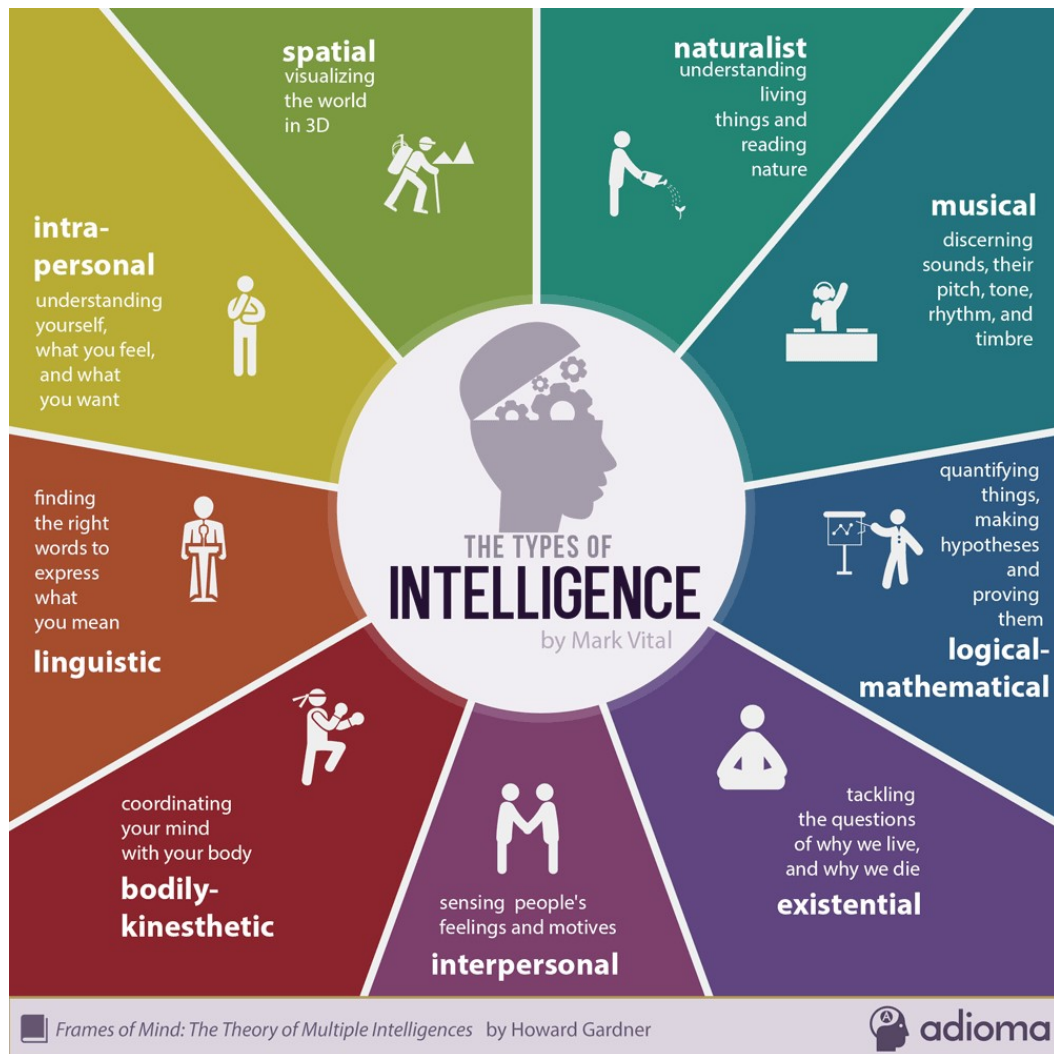 spatial
visualizing
the world
in 3D
naturalist
understanding
living
things and
reading
nature
musical
discerning
sounds, their
pitch, tone,
rhythm, and
timbre
quantifying
things,
making
hypotheses
and
proving
them
logical-
mathematical
tackling
the questions
of why we live,
and why we die
existential
sensing people's
feelings and motives
interpersonal
coordinating
your mind
with your body
bodily-
kinesthetic
finding
the right
words to
express
what
you mean
linguistic
intra-
personal
understanding
yourself,
what you feel,
and what
you want
THE TYPES OF
INTELLIGENCE
by Mark Vital
Frames of Mind: The Theory of Multiple Intelligences by Howard Gardner
A
adioma